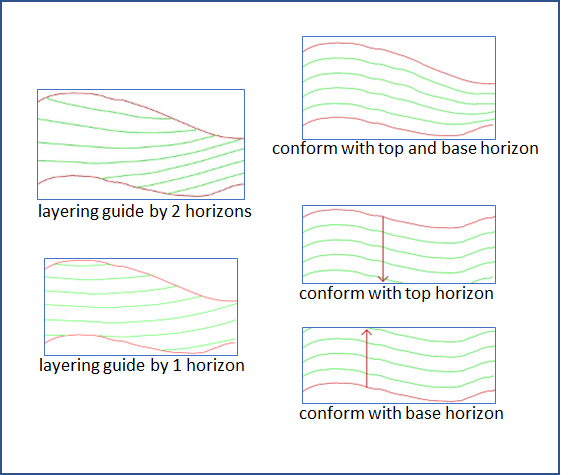 layering guide by 2 horizons
layering guide by 1 horizon
conform with top and base horizon
conform with top horizon
conform with base horizon